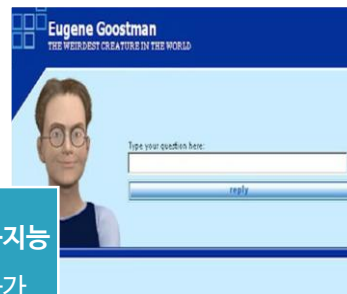 Eugene Goostman
THE WEIRDEST CREATURE IN THE WORLD
Type your question here:
reply
지능
가